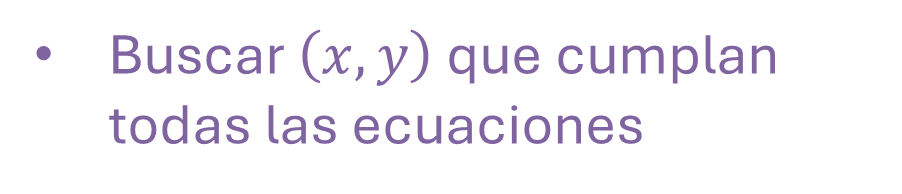 • Buscar (x, y) que cumplan
todas las ecuaciones